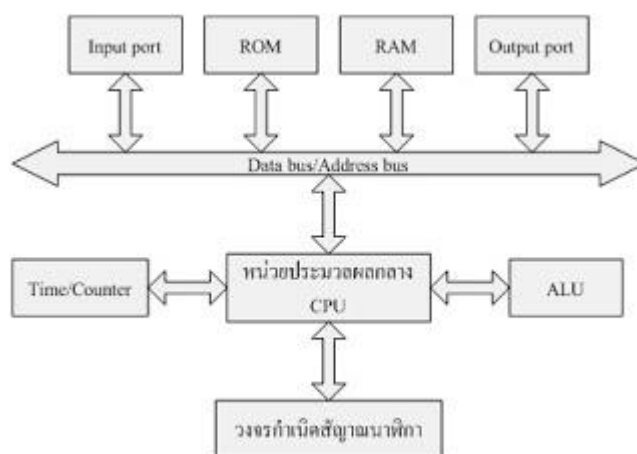 Input port
ROM
RAM
Output port
Data bus/Address bus
Time/Counter
หน่วยประมวลผลกลาง
CPU
ALU
วงจรกำเนิดสัญาณนาฬิกา